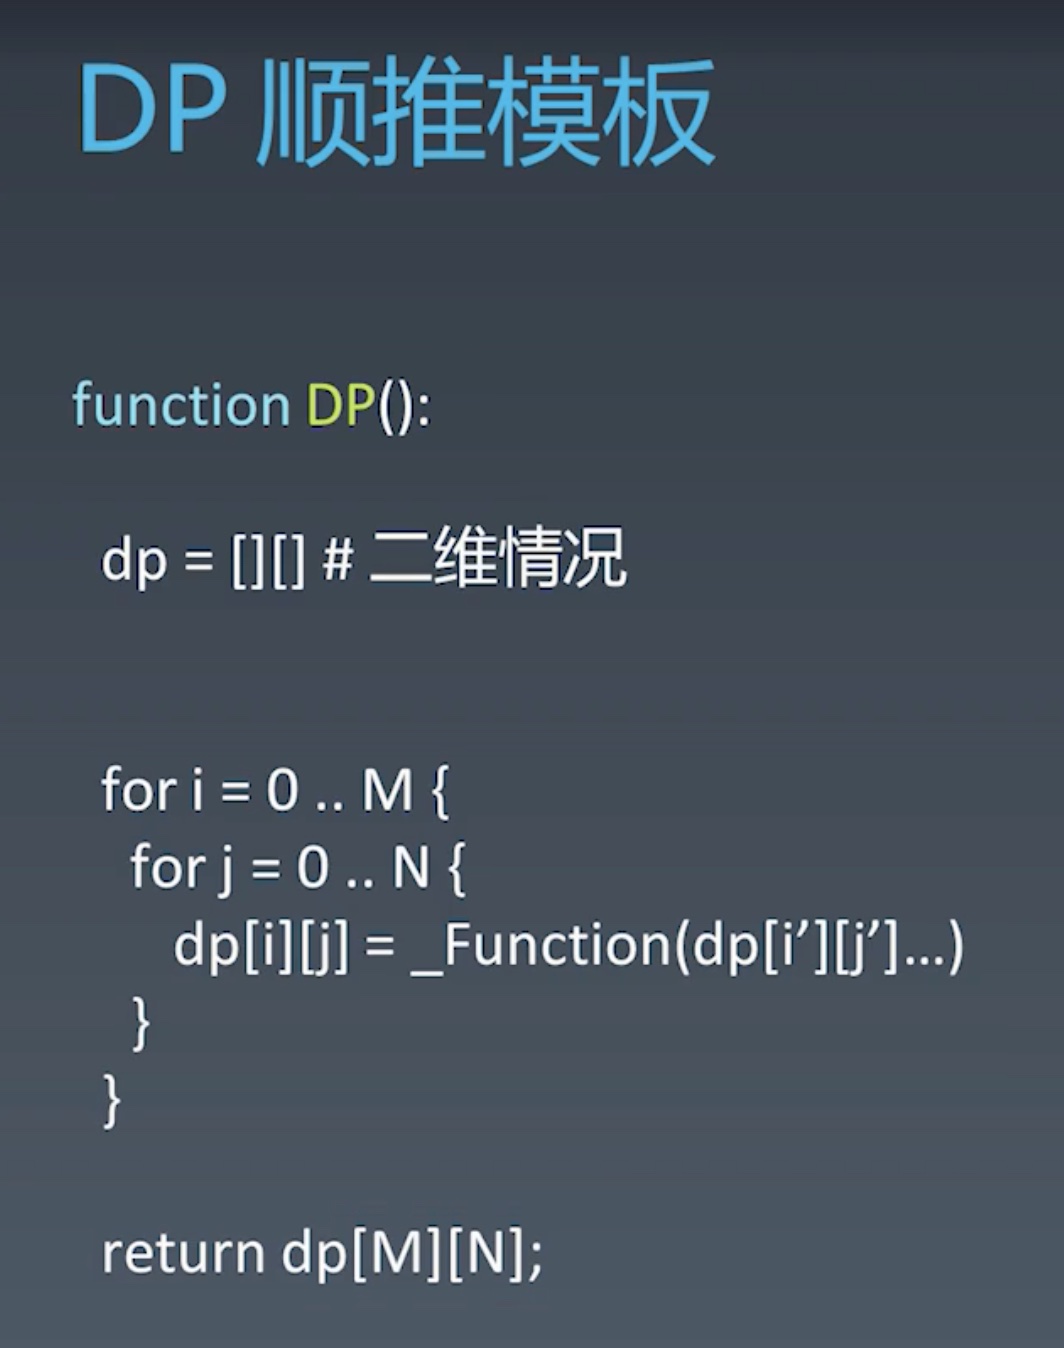 DP 顺推模板
function DP():
dp = [][] # 二维情况
for i = 0 .. M {
for j = 0 .. N {
dp[i][j] = _Function(dp[i’][j’]...)
}
}
return dp[M][N];